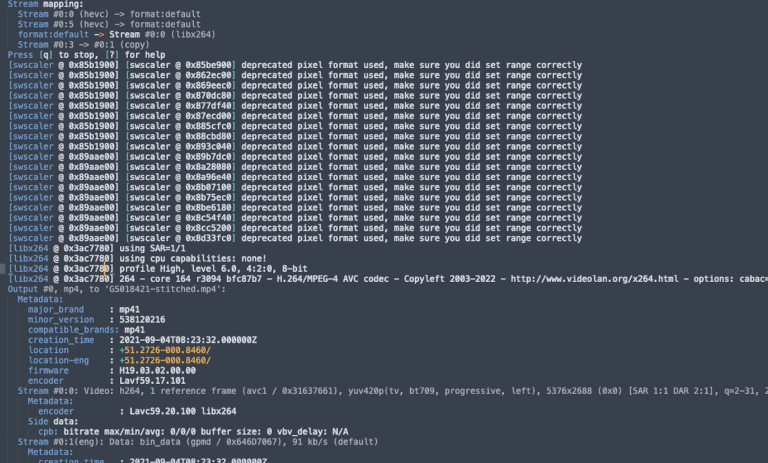 Stream mapping:
Stream #0:0 (hevc) -> format:default
Stream #0:5 (hevc) -> format:default
format:default -> Stream #0:0 (libx264)
Stream #0:3 -> #0:1 (copy)
Press [q] to stop, [?] for help
[swscaler @ 0x85b1900] [swscaler @ 0x85be900] deprecated pixel format used, make sure you did set range correctly
[swscaler @ 0x85b1900] [swscaler @ 0x862ec00] deprecated pixel format used, make sure you did set range correctly
[swscaler @ 0x85b1900] [swscaler @ 0x869eec0] deprecated pixel format used, make sure you did set range correctly
[swscaler @ 0x85b1900] [swscaler @ 0x870dc80] deprecated pixel format used, make sure you did set range correctly
[swscaler @ 0x85b1900] [swscaler @ 0x877df40] deprecated pixel format used, make sure you did set range correctly
[swscaler @ 0x85b1900] [swscaler @ 0x87ecd00] deprecated pixel format used, make sure you did set range correctly
[swscaler @ 0x85b1900] [swscaler @ 0x885cfc0] deprecated pixel format used, make sure you did set range correctly
[swscaler @ 0x85b1900] [swscaler @ 0x88cbd80] deprecated pixel format used, make sure you did set range correctly
[swscaler @ 0x85b1900] [swscaler @ 0x893c040] deprecated pixel format used, make sure you did set range correctly
[swscaler @ 0x89aae00] [swscaler @ 0x89b7dc0] deprecated pixel format used, make sure you did set range correctly
[swscaler @ 0x89aae00] [swscaler @ 0x8a28080] deprecated pixel format used, make sure you did set range correctly
[swscaler @ 0x89aae00] [swscaler @ 0x8a96e40] deprecated pixel format used, make sure you did set range correctly
[swscaler @ 0x89aae00] [swscaler @ 0x8b07100] deprecated pixel format used, make sure you did set range correctly
[swscaler @ 0x89aae00] [swscaler @ 0x8b75ec0] deprecated pixel format used, make sure you did set range correctly
[swscaler @ 0x89aae00] [swscaler @ 0x8be6180] deprecated pixel format used, make sure you did set range correctly
[swscaler @ 0x89aae00] [swscaler @ 0x8c54f40] deprecated pixel format used, make sure you did set range correctly
[swscaler @ 0x89aae00] [swscaler @ 0x8cc5200] deprecated pixel format used, make sure you did set range correctly
[swscaler @ 0x89aae00] [swscaler @ 0x8d33fc0] deprecated pixel format used, make sure you did set range correctly
[libx264 @ 0x3ac7780] using SAR=1/1
[libx264 @ 0x3ac7780] using cpu capabilities: none!
[libx264 @ 0x3ac7780] profile High, level 6.0, 4:2:0, 8-bit
[libx264 @ 0x3ac7780] 264 - core 164 r3094 bfc87b7 - H.264/MPEG-4 AVC codec - Copyleft 2003-2022 - http://www.videolan.org/x264.html - options: cabac=
Output #0, mp4, to 'GS018421-stitched.mp4':
Metadata:
major_brand : mp41
minor_version : 538120216
compatible_brands: mp41
creation_time : 2021-09-04T08:23:32.000000Z
location : +51.2726-000.8460/
location-eng : +51.2726-000.8460/
firmware : H19.03.02.00.00
encoder : Lavf59.17.101
Stream #0:0: Video: h264, 1 reference frame (avc1 / 0x31637661), yuv420p(tv, bt709, progressive, left), 5376x2688 (0x0) [SAR 1:1 DAR 2:1], q=2-31, 2
Metadata:
encoder : Lavc59.20.100 libx264
Side data:
cpb: bitrate max/min/avg: 0/0/0 buffer size: 0 vbv_delay: N/A
Stream #0:1(eng): Data: bin_data (gpmd / 0x646D7067), 91 kb/s (default)
Metadata:
creation_time : 2021-09-04T08:23:32.000000Z